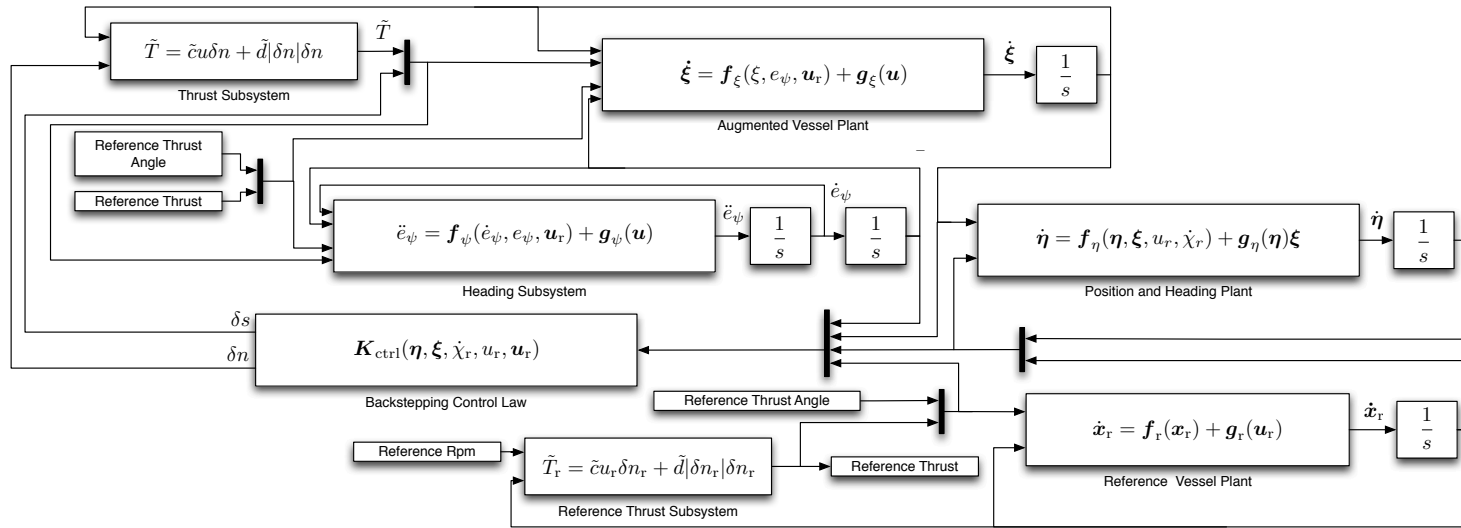 T̃
T̃ = c̃uδn + d̃|δn|δn
Thrust Subsystem
ξ̇ = f_ξ(ξ, e_ψ, u_r) + g_ξ(u)
Augmented Vessel Plant
ξ̇
1/s
Reference Thrust
Angle
Reference Thrust
–
ë_ψ = f_ψ(ė_ψ, e_ψ, u_r) + g_ψ(u)
Heading Subsystem
ë_ψ
1/s
ė_ψ
1/s
η̇ = f_η(η, ξ, u_r, χ̇_r) + g_η(η)ξ
Position and Heading Plant
η̇
1/s
δs
δn
K_ctrl(η, ξ, χ̇_r, u_r, u_r)
Backstepping Control Law
Reference Thrust Angle
Reference Rpm
T̃_r = c̃u_rδn_r + d̃|δn_r|δn_r
Reference Thrust Subsystem
Reference Thrust
ẋ_r = f_r(x_r) + g_r(u_r)
Reference Vessel Plant
ẋ_r
1/s